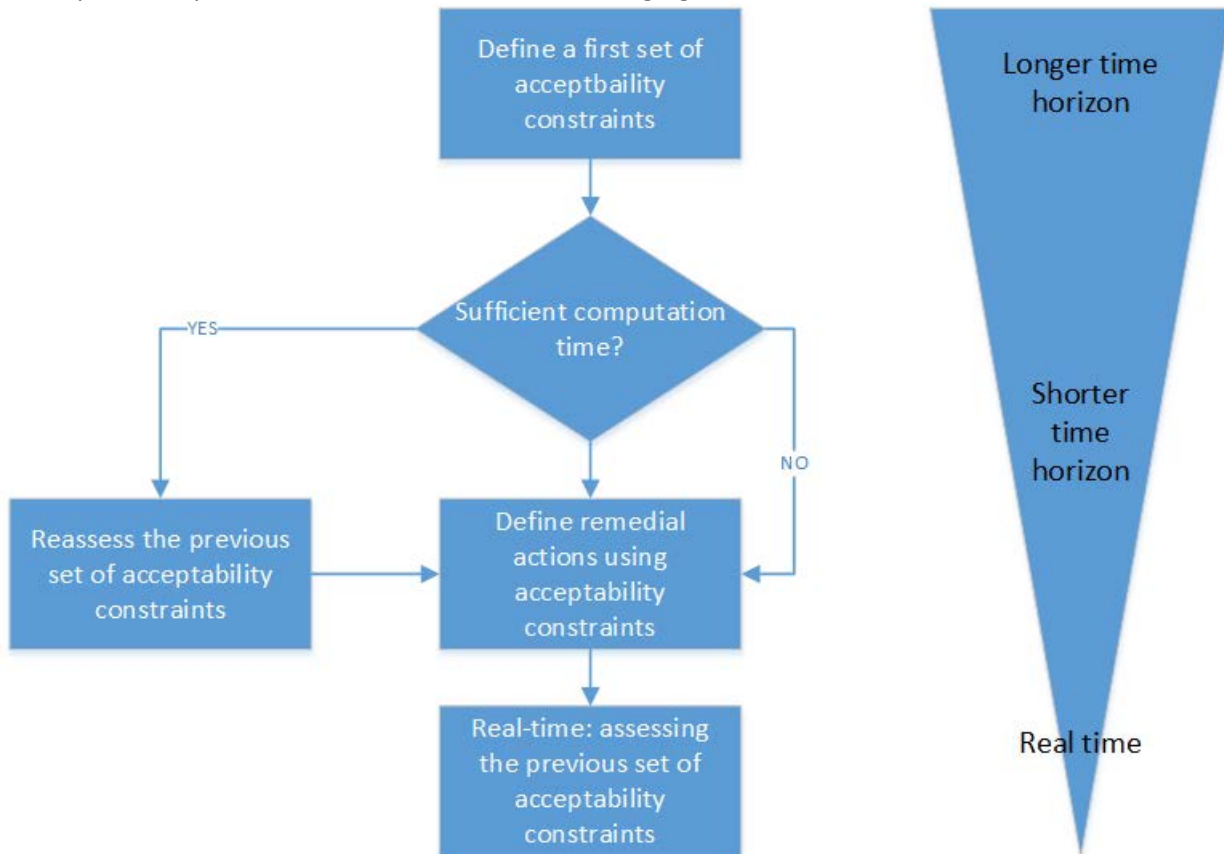 Define a first set of
acceptbaility
constraints
Longer time
horizon
Sufficient computation
time?
YES
Shorter
time
horizon
NO
Reassess the previous
set of acceptability
constraints
Define remedial
actions using
acceptability
constraints
Real-time: assessing
the previous set of
acceptability
constraints
Real time